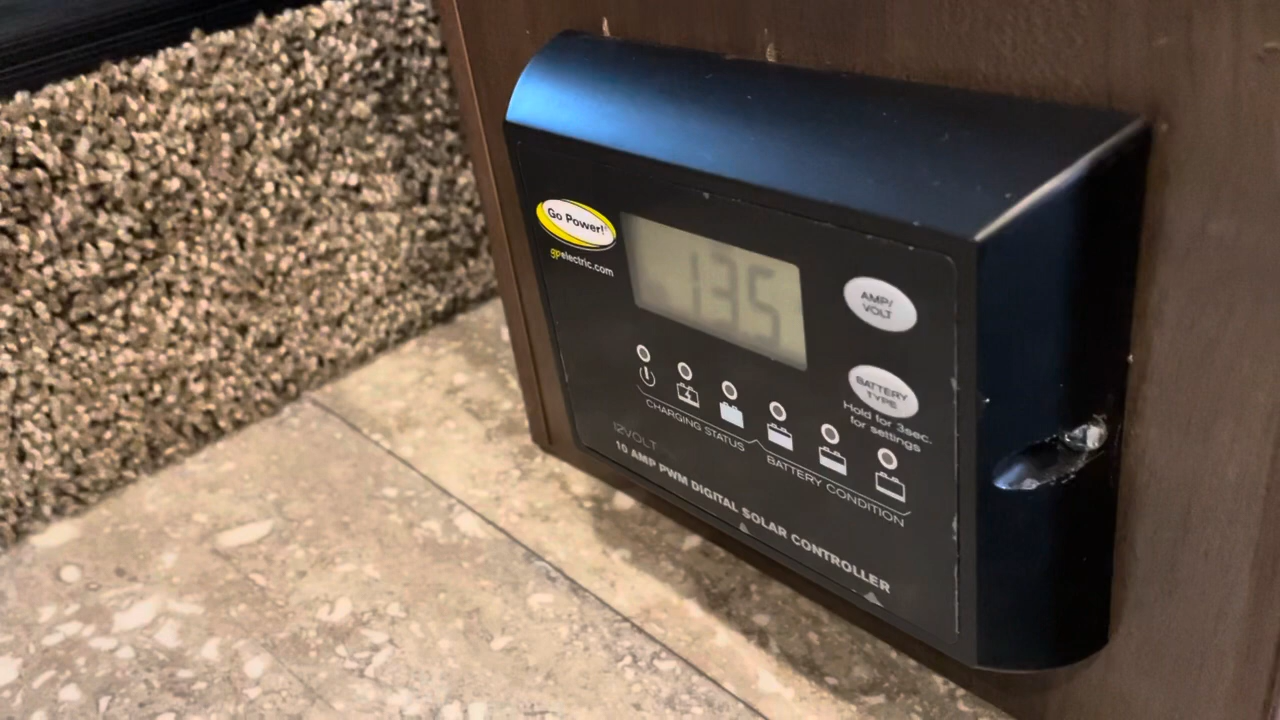 Go Power!
gpelectric.com
13.5
AMP/
VOLT
BATTERY
TYPE
Hold for 3sec.
for settings
CHARGING STATUS
BATTERY CONDITION
12VOLT
10 AMP PWM DIGITAL SOLAR CONTROLLER